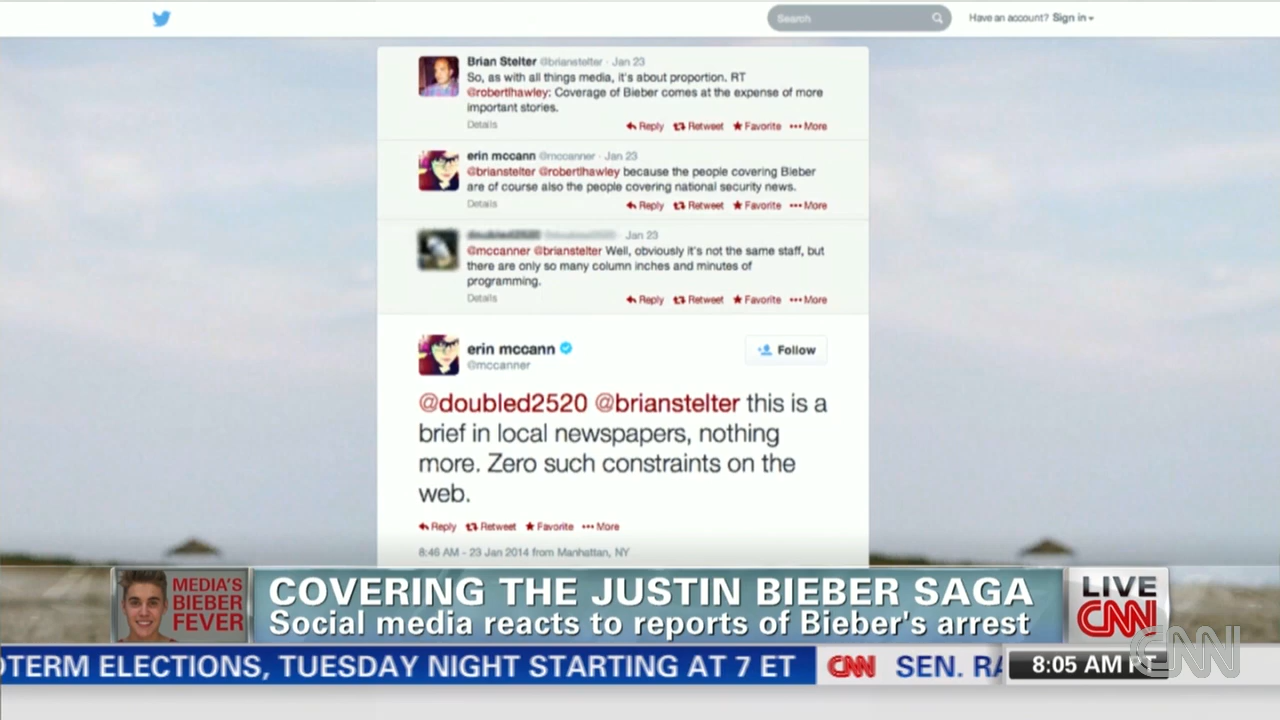 Search
Have an account? Sign in
Brian Stelter @brianstelter · Jan 23
So, as with all things media, it's about proportion. RT
@robertlhawley: Coverage of Bieber comes at the expense of more
important stories.
Details
Reply Retweet Favorite More
erin mccann @mccanner · Jan 23
@brianstelter @robertlhawley because the people covering Bieber
are of course also the people covering national security news.
Details
Reply Retweet Favorite More
Jan 23
@mccanner @brianstelter Well, obviously it's not the same staff, but
there are only so many column inches and minutes of
programming.
Details
Reply Retweet Favorite More
erin mccann
@mccanner
Follow
@doubled2520 @brianstelter this is a
brief in local newspapers, nothing
more. Zero such constraints on the
web.
Reply Retweet Favorite More
8:46 AM - 23 Jan 2014 from Manhattan, NY
MEDIA'S
BIEBER
FEVER
COVERING THE JUSTIN BIEBER SAGA
Social media reacts to reports of Bieber's arrest
LIVE
CNN
OTERM ELECTIONS, TUESDAY NIGHT STARTING AT 7 ET
CNN
SEN. RA
8:05 AM PT
CNN